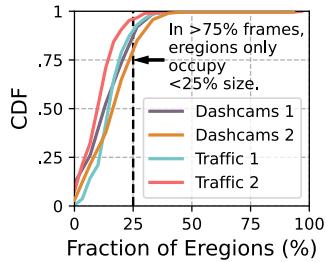 1
.75
.50
.25
0
CDF
In >75% frames,
eregions only
occupy
<25% size.
Dashcams 1
Dashcams 2
Traffic 1
Traffic 2
0 25 50 75 100
Fraction of Eregions (%)